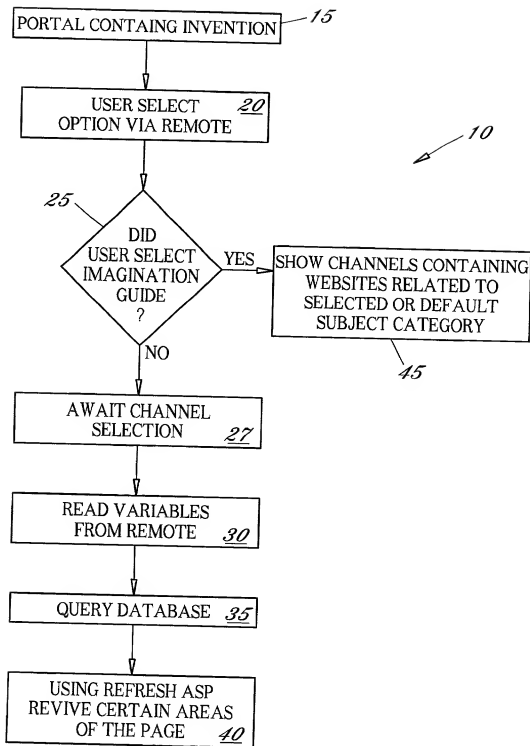 PORTAL CONTAING INVENTION
15
USER SELECT 20
OPTION VIA REMOTE
10
25
DID
USER SELECT
IMAGINATION
GUIDE
?
YES
SHOW CHANNELS CONTAINING
WEBSITES RELATED TO
SELECTED OR DEFAULT
SUBJECT CATEGORY
45
NO
AWAIT CHANNEL
SELECTION 27
READ VARIABLES
FROM REMOTE 30
QUERY DATABASE 35
USING REFRESH ASP
REVIVE CERTAIN AREAS
OF THE PAGE 40